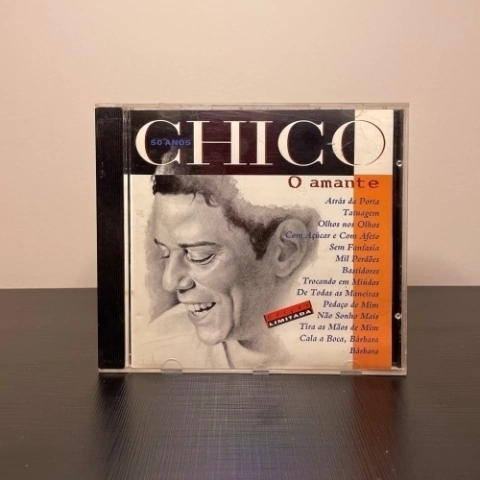 50 ANOS
CHICO
O amante
Atrás da Porta
Tatuagem
Olhos nos Olhos
Com Açúcar e Com Afeto
Sem Fantasia
Mil Perdões
Bastidores
Trocando em Miúdos
De Todas as Maneiras
Pedaço de Mim
Não Sonho Mais
Tira as Mãos de Mim
Cala a Boca, Bárbara
Bárbara
LIMITADA